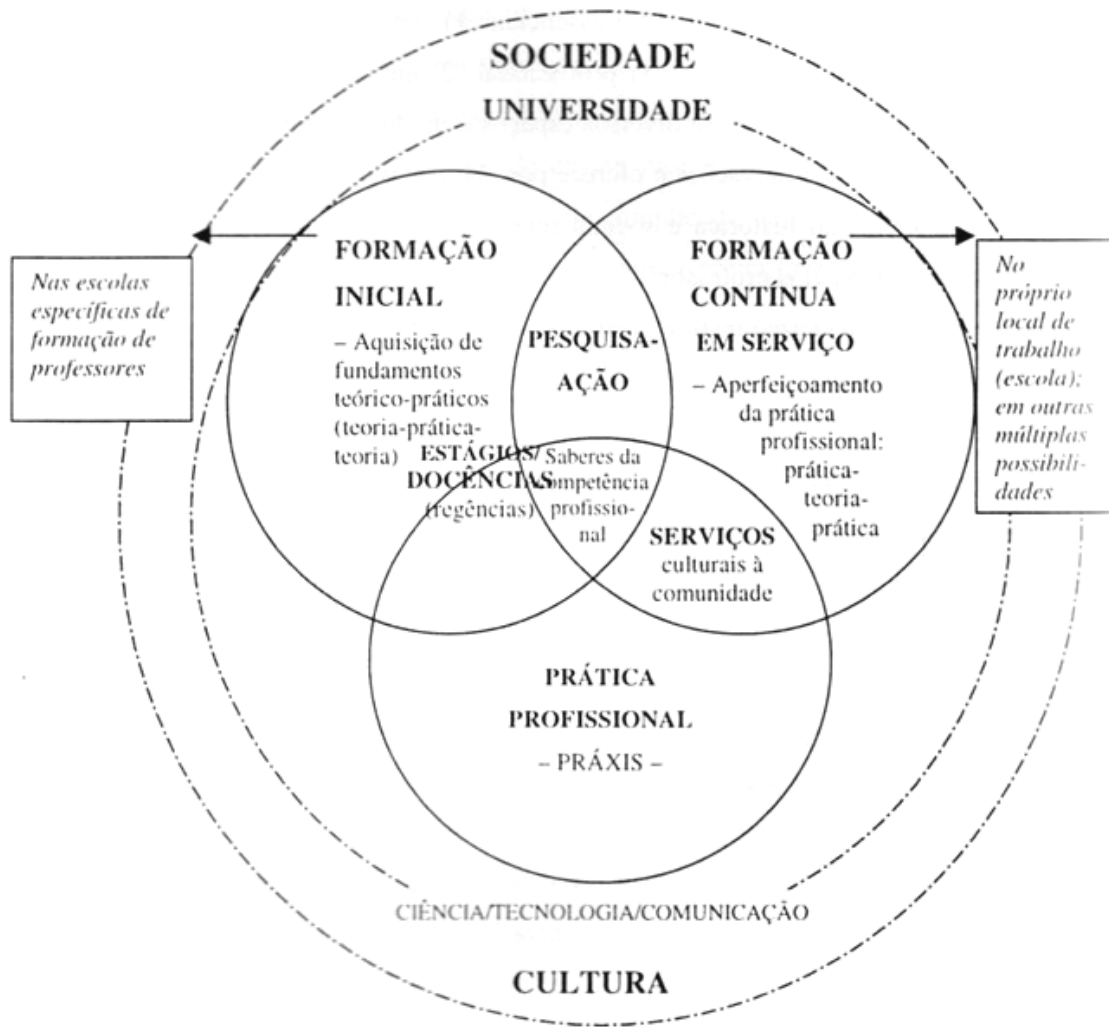 SOCIEDADE
UNIVERSIDADE
Nas escolas
específicas de
formação de
professores
FORMAÇÃO
INICIAL
– Aquisição de
fundamentos
teórico-práticos
(teoria-prática-
teoria)
ESTÁGIOS/
DOCÊNCIAS
(regências)
PESQUISA-
AÇÃO
Saberes da
competência
profissio-
nal
FORMAÇÃO
CONTÍNUA
EM SERVIÇO
– Aperfeiçoamento
da prática
profissional:
prática-
teoria-
prática
No
próprio
local de
trabalho
(escola);
em outras
múltiplas
possibili-
dades
SERVIÇOS
culturais à
comunidade
PRÁTICA
PROFISSIONAL
– PRÁXIS –
CIÊNCIA/TECNOLOGIA/COMUNICAÇÃO
CULTURA